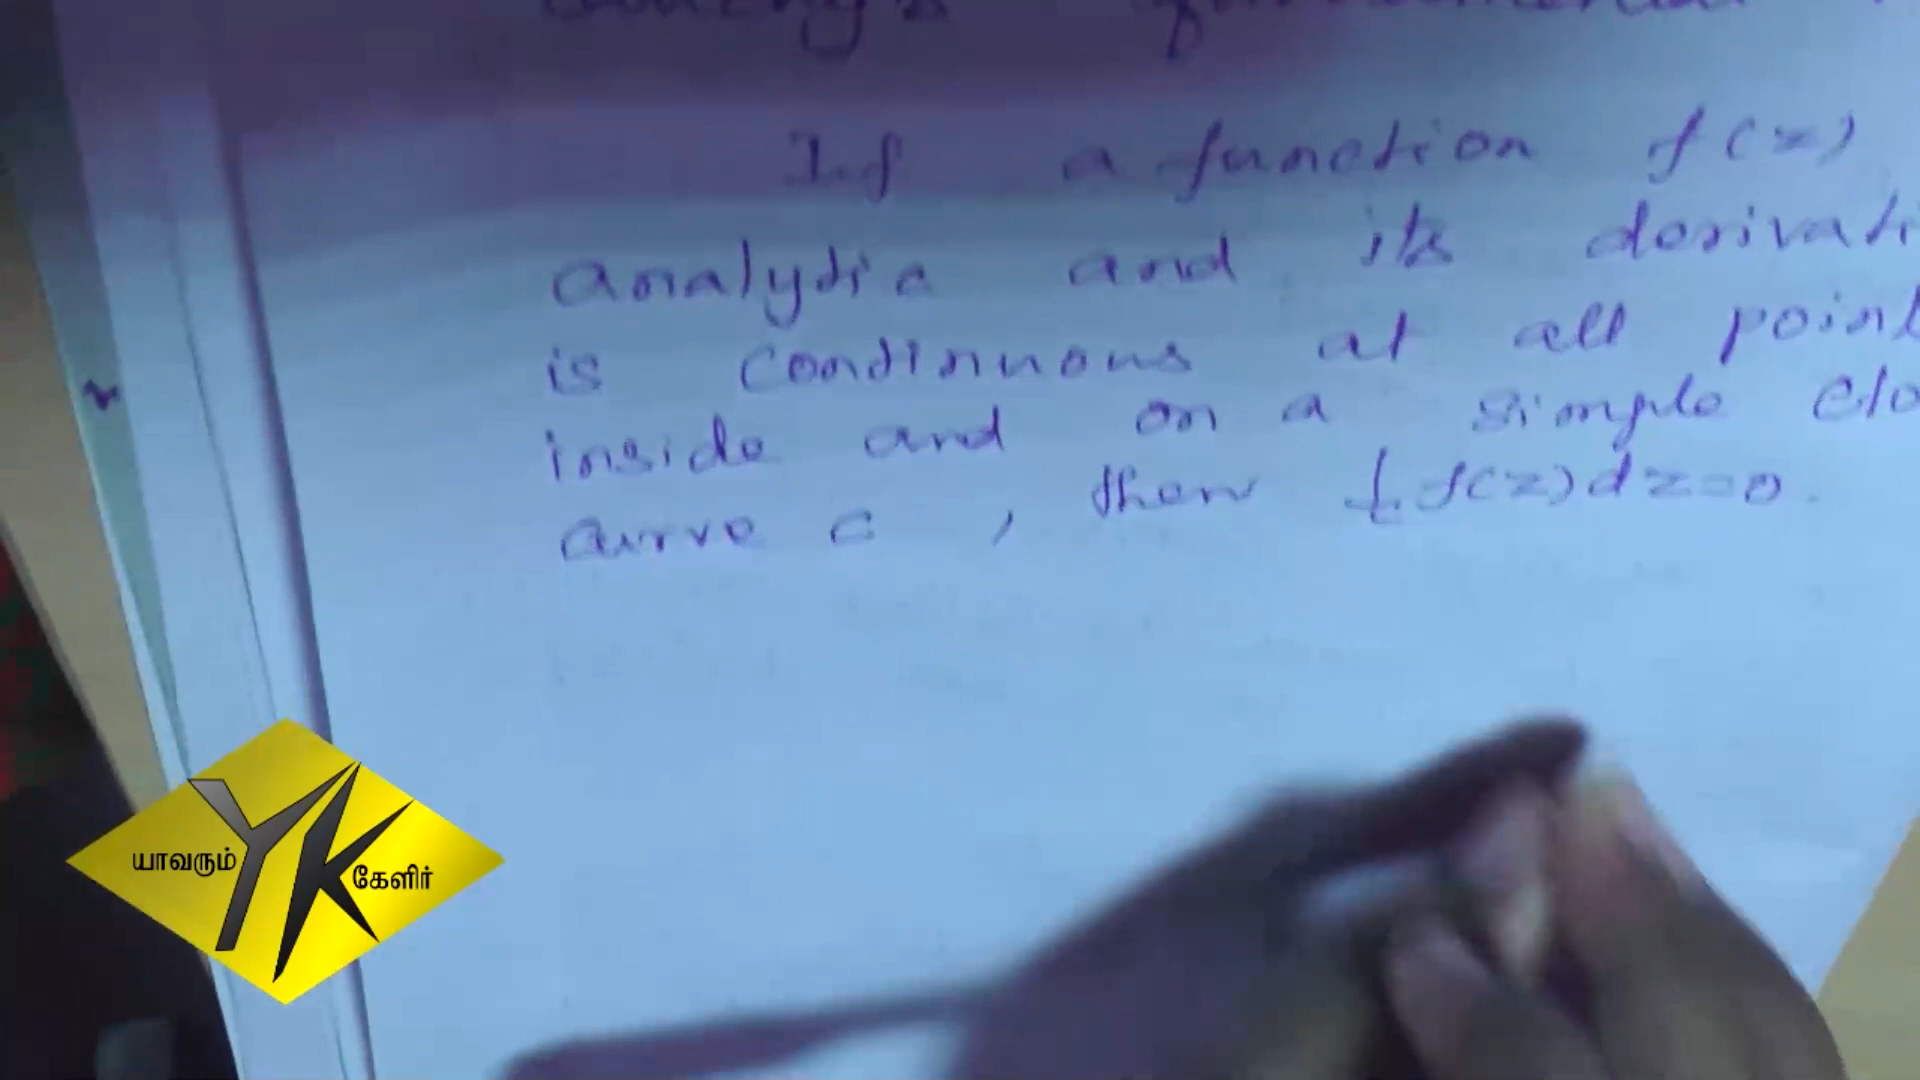 If a function f(z)
analytic and its derivati
is continuous at all point
inside and on a simple clo
curve c , then ∫c f(z)dz=0.
யாவரும்
YK
கேளிர்